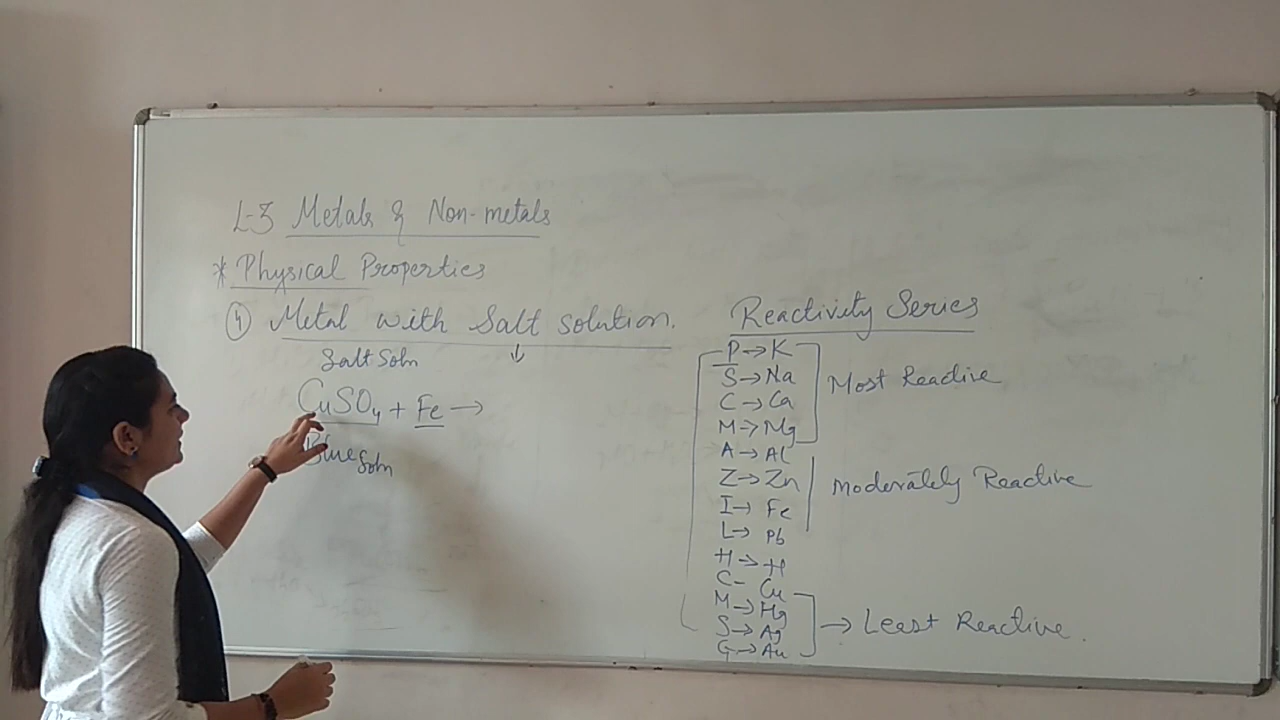 L-3 Metals & Non-metals
* Physical Properties
④ Metal with Salt solution.
↓
Salt Soln
CuSO₄ + Fe →
Blue Soln
Reactivity Series
P → K
S → Na
C → Ca
M → Mg
Most Reactive
A → Al
Z → Zn
I → Fe
L → Pb
Moderately Reactive
H → H
C - Cu
M → Hg
S → Ag
G → Au
→ Least Reactive.